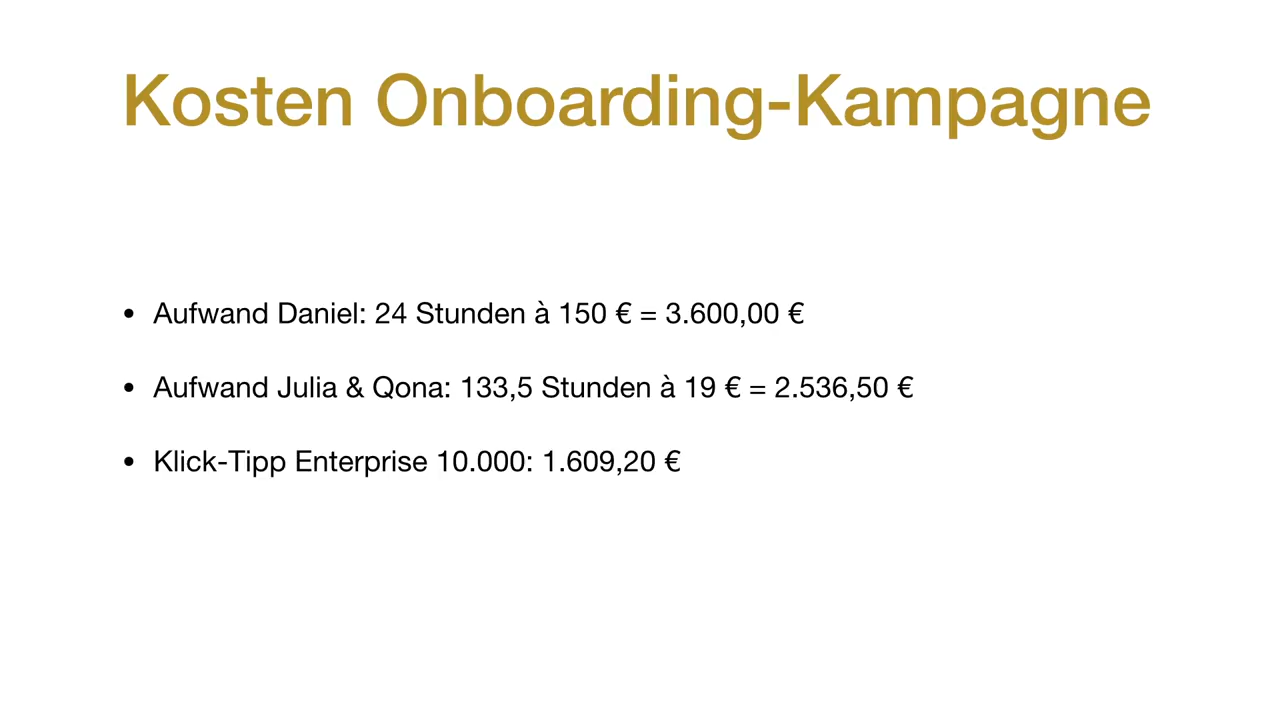 Kosten Onboarding-Kampagne
• Aufwand Daniel: 24 Stunden à 150 € = 3.600,00 €
• Aufwand Julia & Qona: 133,5 Stunden à 19 € = 2.536,50 €
• Klick-Tipp Enterprise 10.000: 1.609,20 €